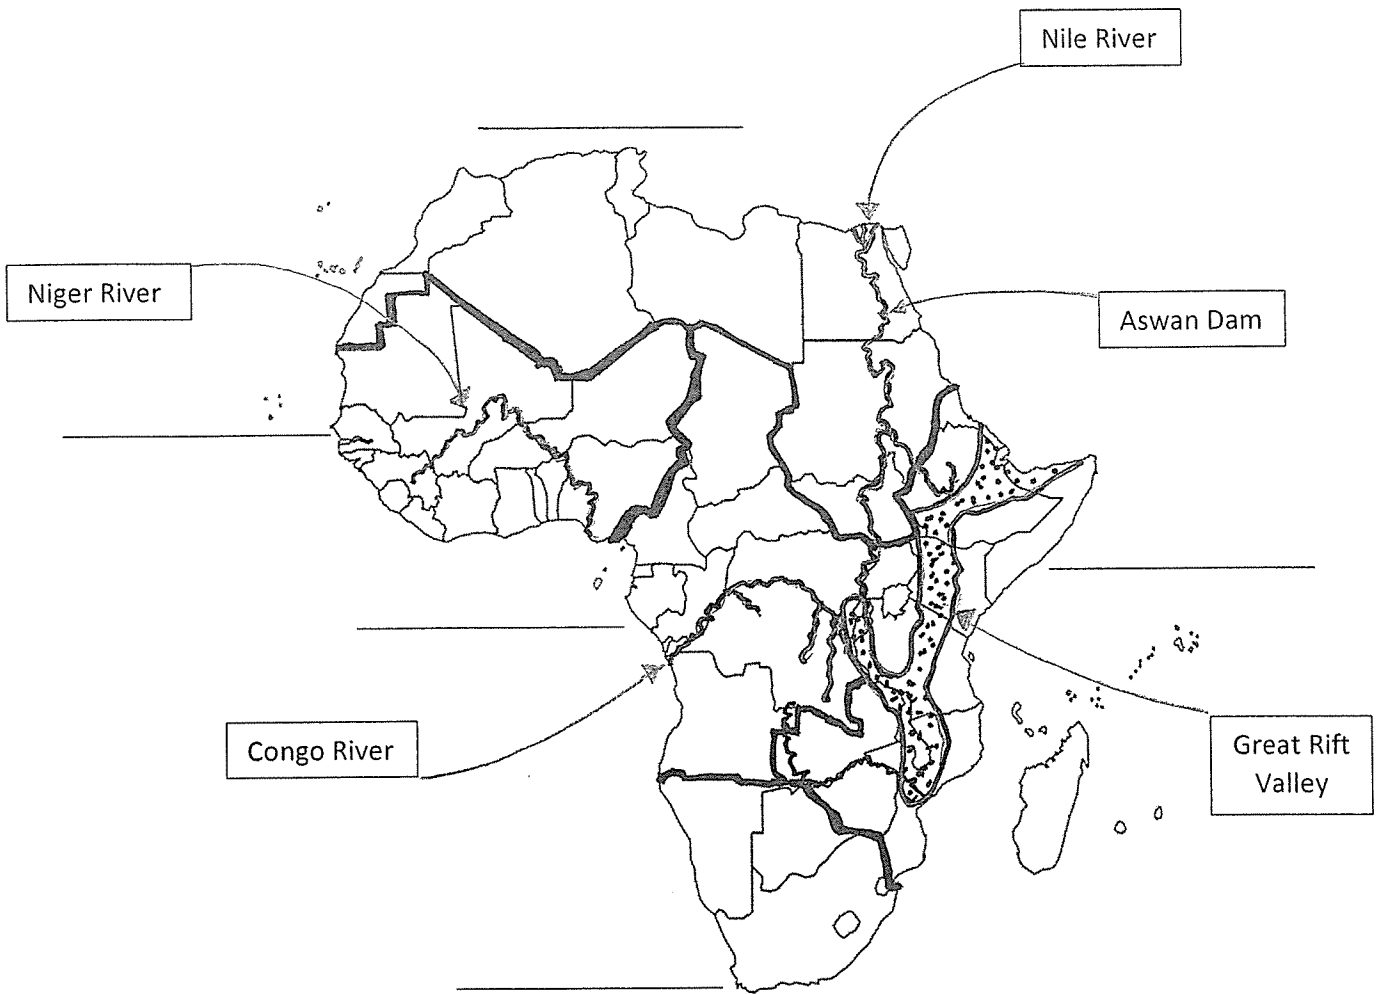 Nile River
Niger River
Aswan Dam
Congo River
Great Rift
Valley